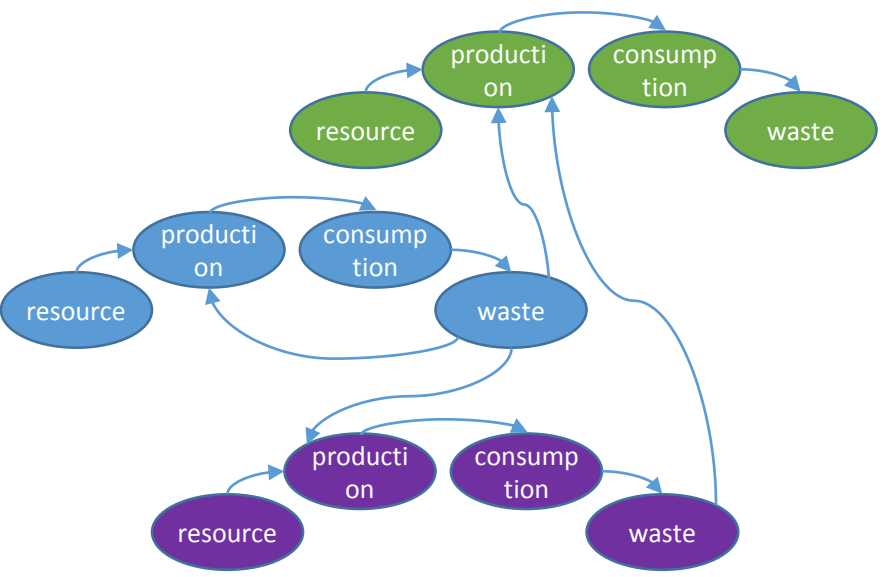 producti
on
consump
tion
resource
waste
producti
on
consump
tion
resource
waste
producti
on
consump
tion
resource
waste